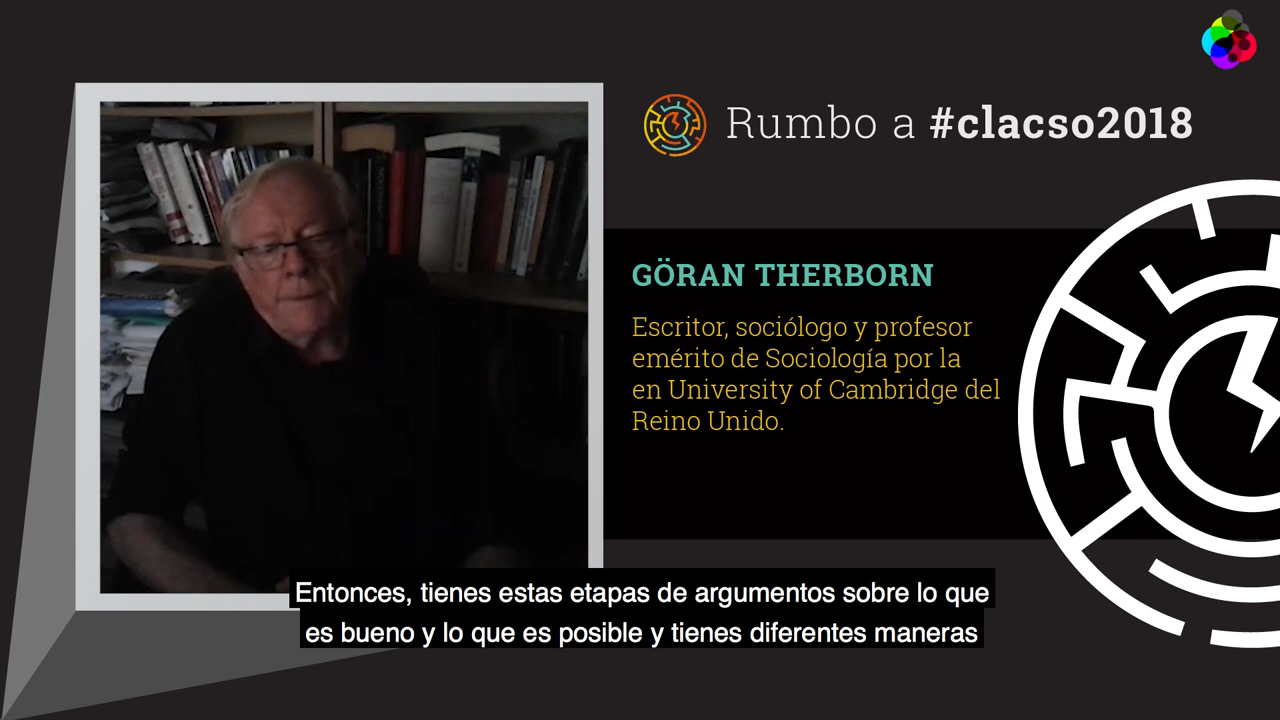 Rumbo a #clacso2018
GÖRAN THERBORN
Escritor, sociólogo y profesor
emérito de Sociología por la
en University of Cambridge del
Reino Unido.
Entonces, tienes estas etapas de argumentos sobre lo que
es bueno y lo que es posible y tienes diferentes maneras